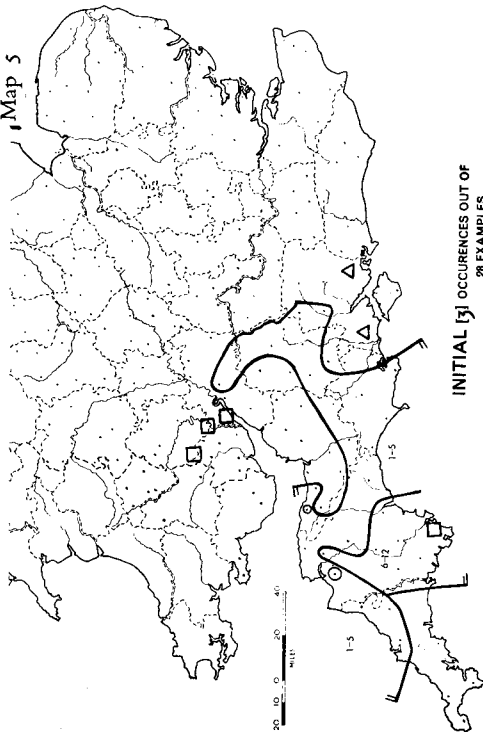 Map 5
20 10 0 20 40
MILES
1-5
6-12
1-5
INITIAL [ʒ] OCCURENCES OUT OF
28 EXAMPLES